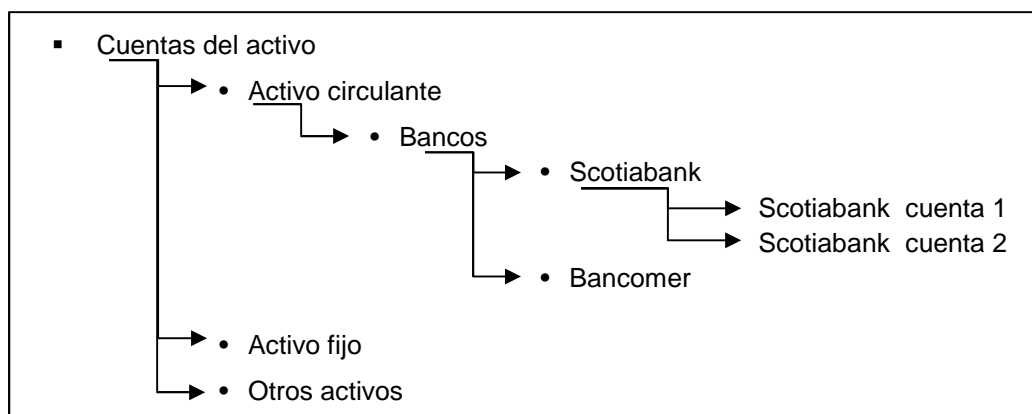 Cuentas del activo
Activo circulante
Bancos
Scotiabank
Scotiabank cuenta 1
Scotiabank cuenta 2
Bancomer
Activo fijo
Otros activos